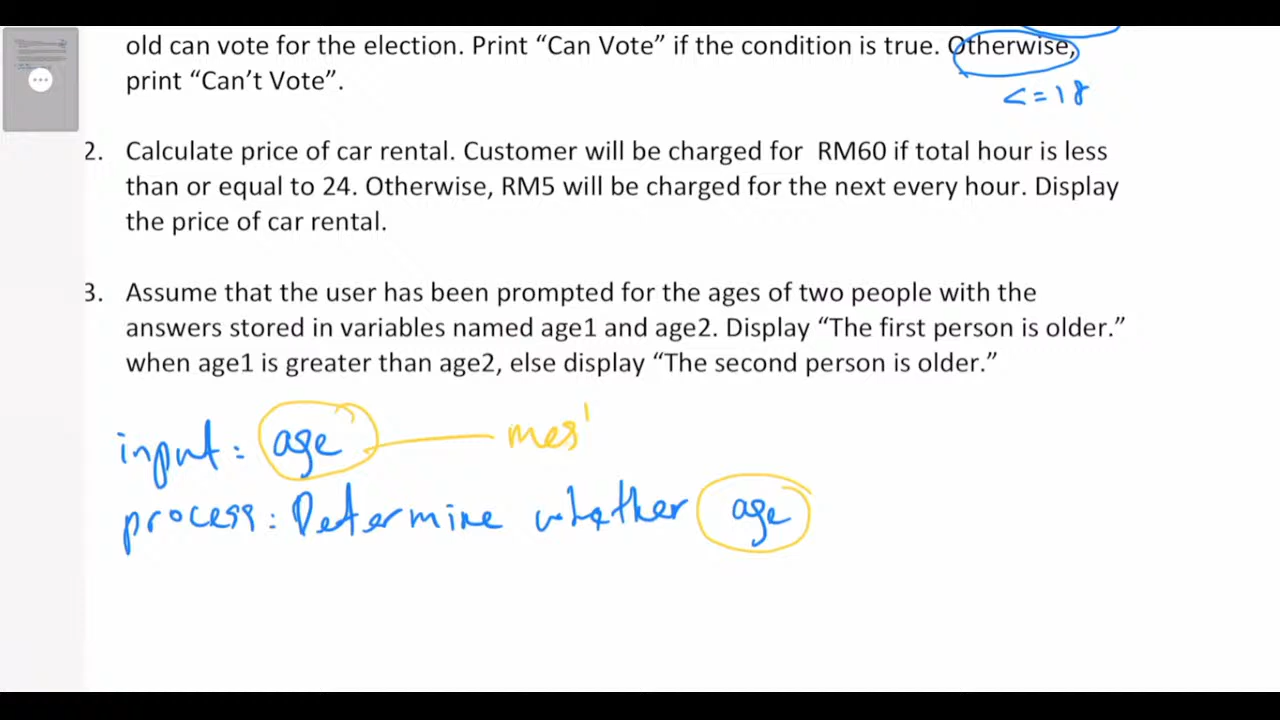 old can vote for the election. Print “Can Vote” if the condition is true. Otherwise,
print “Can’t Vote”.
<=18
2. Calculate price of car rental. Customer will be charged for RM60 if total hour is less
than or equal to 24. Otherwise, RM5 will be charged for the next every hour. Display
the price of car rental.
3. Assume that the user has been prompted for the ages of two people with the
answers stored in variables named age1 and age2. Display “The first person is older.”
when age1 is greater than age2, else display “The second person is older.”
input: age mes'
process: Determine whether age